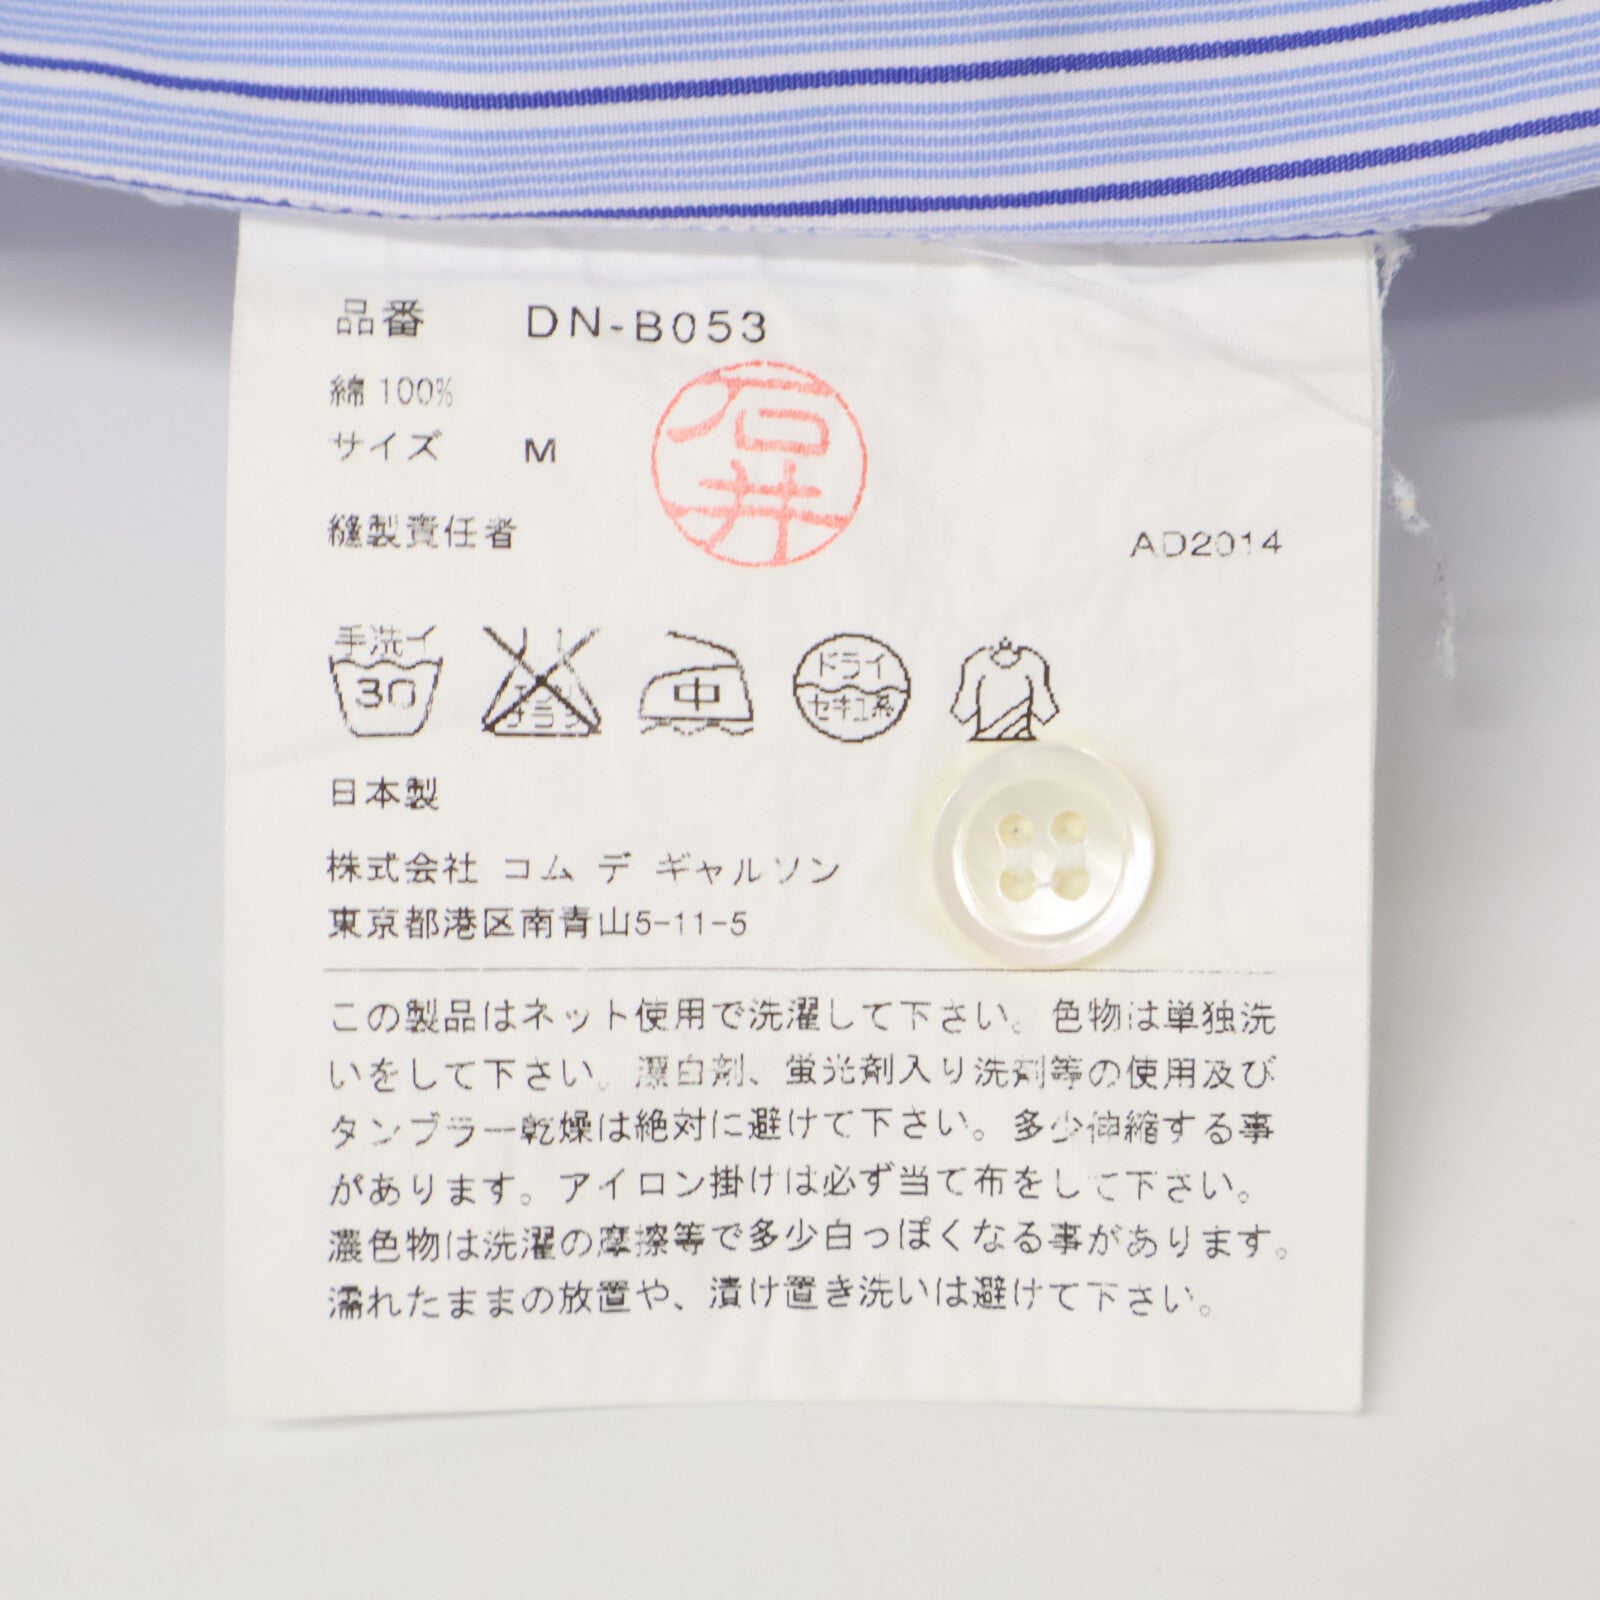 品番 DN-B053
綿 100%
サイズ M
石井
縫製責任者
AD2014
手洗イ
30
エンソ
サラシ
中
ドライ
セキユ系
日本製
株式会社 コム デ ギャルソン
東京都港区南青山5-11-5
この製品はネット使用で洗濯して下さい。色物は単独洗
いをして下さい。漂白剤、蛍光剤入り洗剤等の使用及び
タンブラー乾燥は絶対に避けて下さい。多少伸縮する事
があります。アイロン掛けは必ず当て布をして下さい。
濃色物は洗濯の摩擦等で多少白っぽくなる事があります。
濡れたままの放置や、漬け置き洗いは避けて下さい。